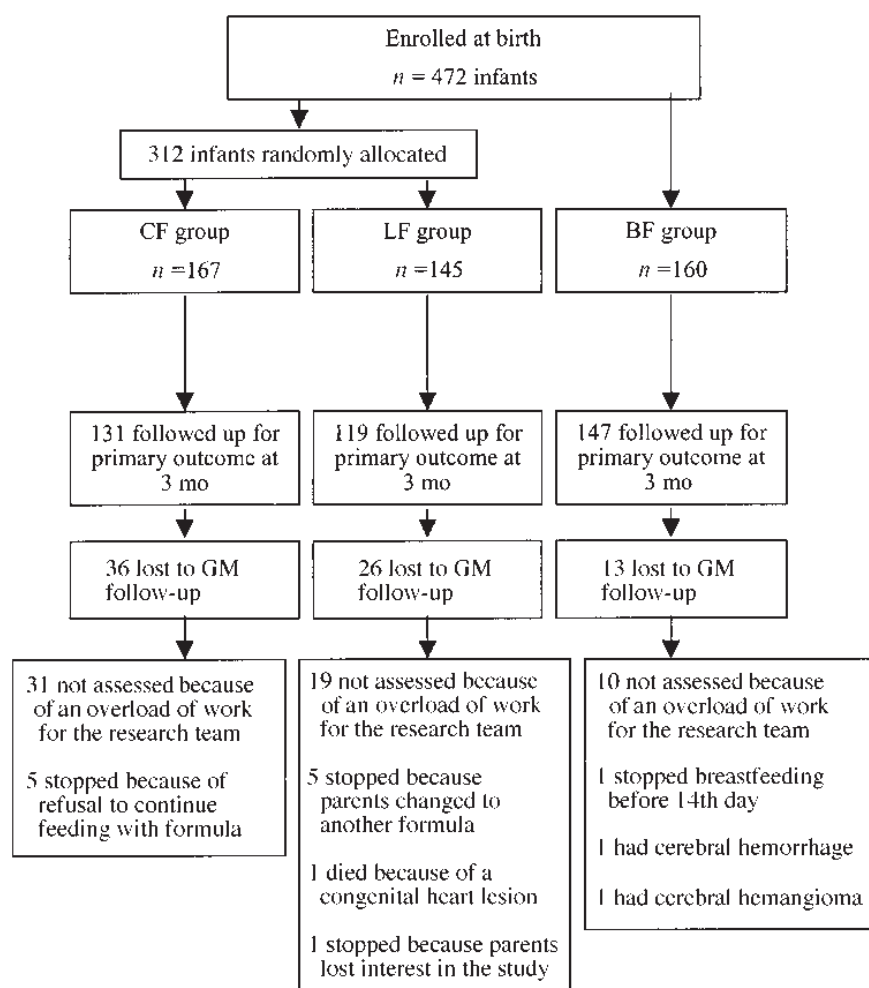 Enrolled at birth
n = 472 infants
312 infants randomly allocated
CF group
n =167
LF group
n =145
BF group
n =160
131 followed up for
primary outcome at
3 mo
119 followed up for
primary outcome at
3 mo
147 followed up for
primary outcome at
3 mo
36 lost to GM
follow-up
26 lost to GM
follow-up
13 lost to GM
follow-up
31 not assessed because
of an overload of work
for the research team
5 stopped because of
refusal to continue
feeding with formula
19 not assessed because
of an overload of work
for the research team
5 stopped because
parents changed to
another formula
1 died because of a
congenital heart lesion
1 stopped because parents
lost interest in the study
10 not assessed because
of an overload of work
for the research team
1 stopped breastfeeding
before 14th day
1 had cerebral hemorrhage
1 had cerebral hemangioma